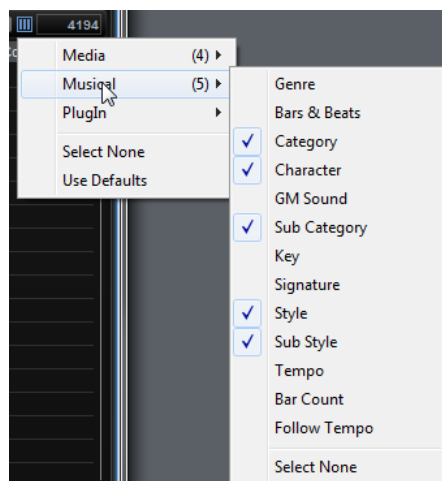 4194
Media (4)
Musical (5)
PlugIn
Select None
Use Defaults
Genre
Bars & Beats
Category
Character
GM Sound
Sub Category
Key
Signature
Style
Sub Style
Tempo
Bar Count
Follow Tempo
Select None